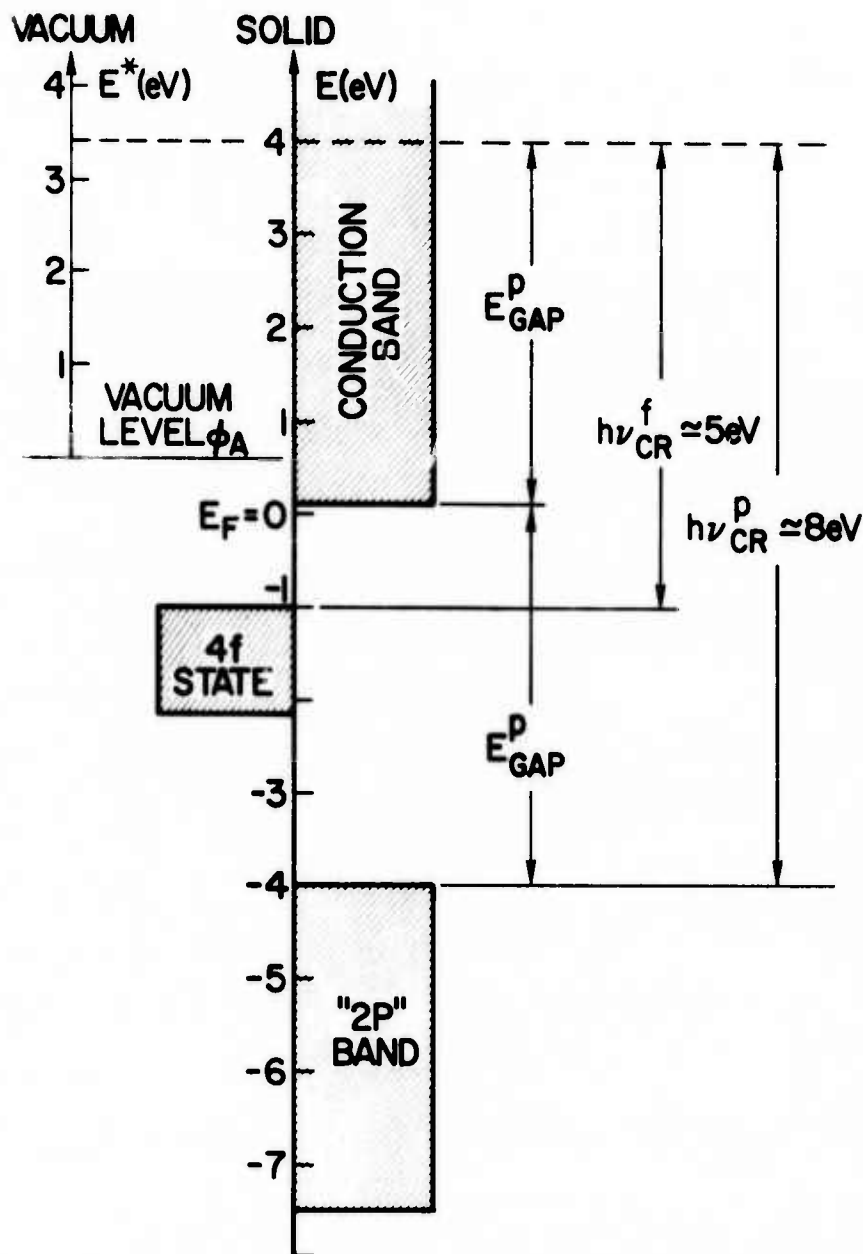 VACUUM
SOLID
E*(eV)
E(eV)
4
3
2
1
4
3
2
1
CONDUCTION
BAND
VACUUM
LEVEL ϕA
EF=0
-1
4f
STATE
-3
-4
-5
-6
-7
"2P"
BAND
E^p_GAP
E^p_GAP
hν^f_CR ≃5eV
hν^p_CR ≃8eV